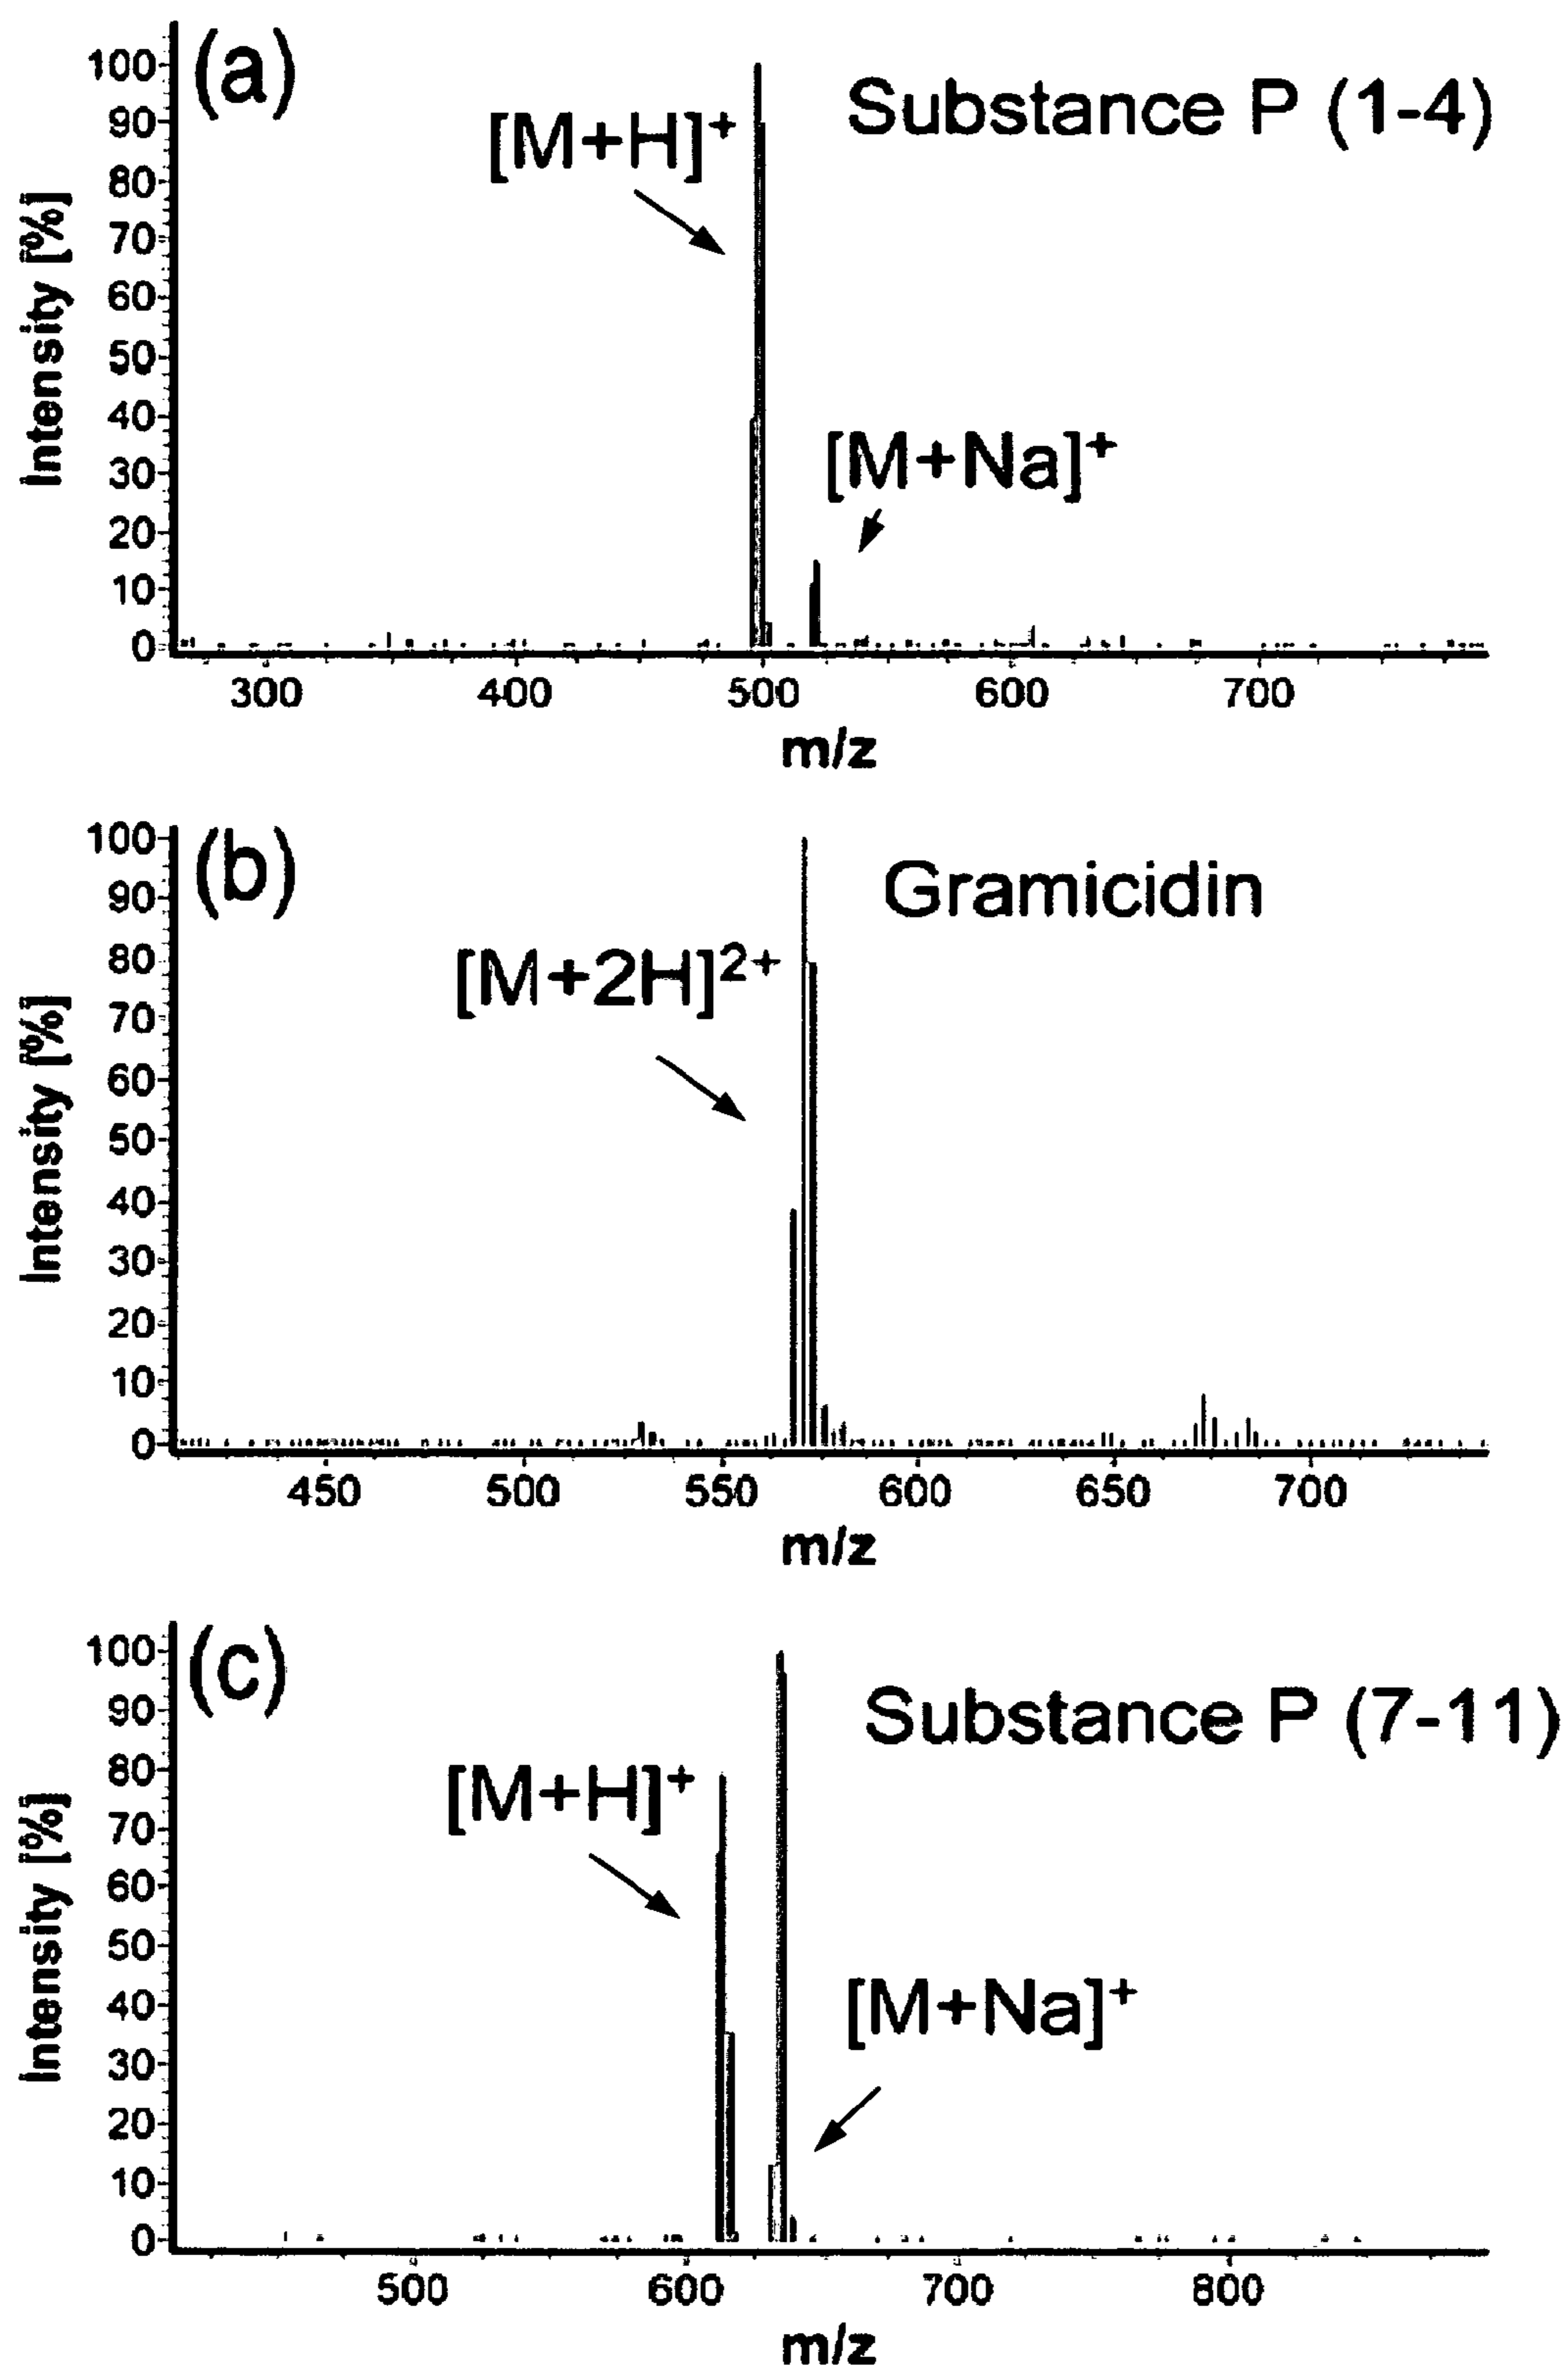 (a)
Substance P (1-4)
[M+H]+
[M+Na]+
Intensity [%]
100
90
80
70
60
50
40
30
20
10
0
300 400 500 600 700
m/z
(b)
Gramicidin
[M+2H]2+
Intensity [%]
100
90
80
70
60
50
40
30
20
10
0
450 500 550 600 650 700
m/z
(c)
Substance P (7-11)
[M+H]+
[M+Na]+
Intensity [%]
100
90
80
70
60
50
40
30
20
10
0
500 600 700 800
m/z